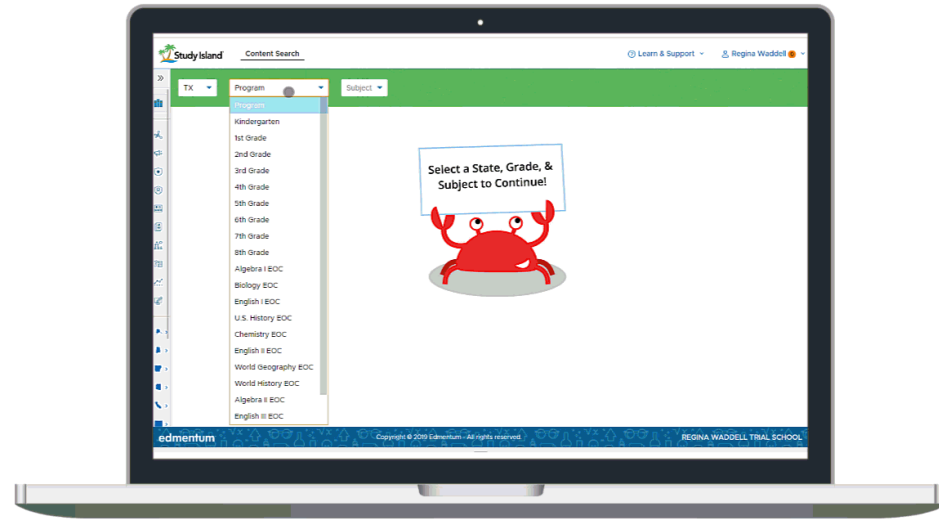 Study Island
Content Search
Learn & Support
Regina Waddell
TX
Program
Subject
Program
Kindergarten
1st Grade
2nd Grade
3rd Grade
4th Grade
5th Grade
6th Grade
7th Grade
8th Grade
Algebra I EOC
Biology EOC
English I EOC
U.S. History EOC
Chemistry EOC
English II EOC
World Geography EOC
World History EOC
Algebra II EOC
English III EOC
Select a State, Grade, &
Subject to Continue!
edmentum
Copyright © 2019 Edmentum - All rights reserved.
REGINA WADDELL TRIAL SCHOOL